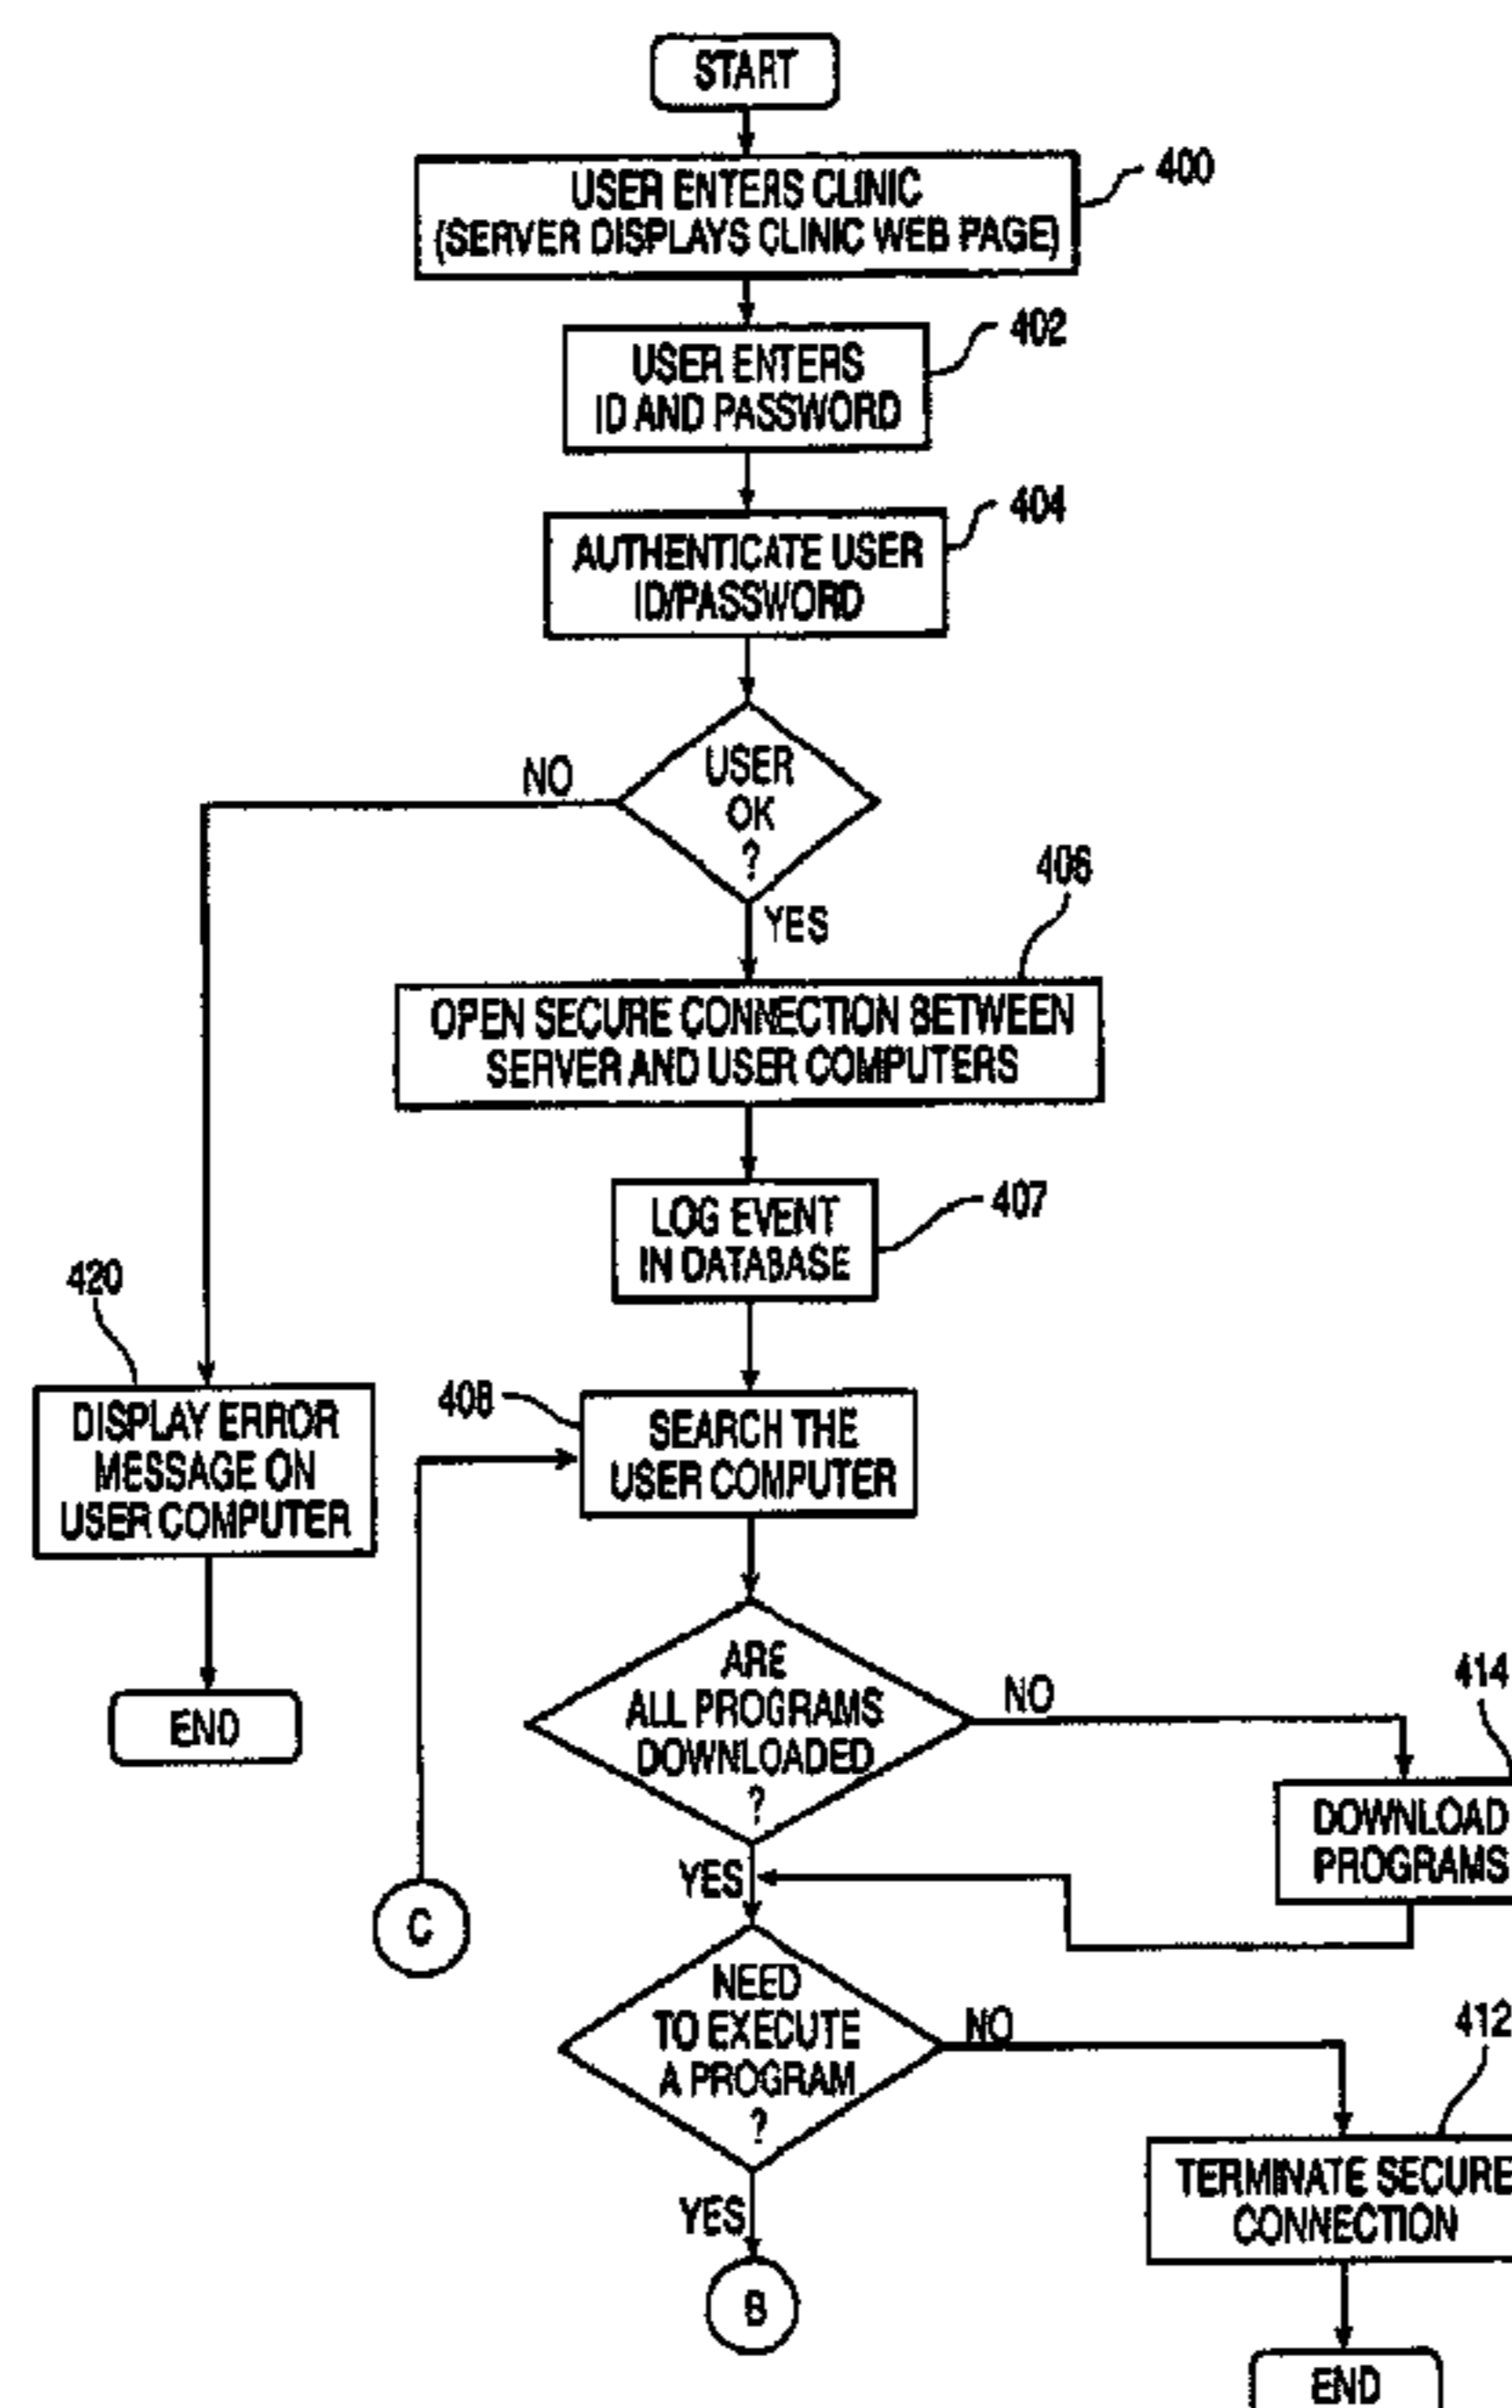 START
USER ENTERS CLINIC
(SERVER DISPLAYS CLINIC WEB PAGE)
400
USER ENTERS
ID AND PASSWORD
402
AUTHENTICATE USER
ID/PASSWORD
404
USER
OK
?
NO
YES
406
OPEN SECURE CONNECTION BETWEEN
SERVER AND USER COMPUTERS
LOG EVENT
IN DATABASE
407
420
DISPLAY ERROR
MESSAGE ON
USER COMPUTER
END
408
SEARCH THE
USER COMPUTER
ARE
ALL PROGRAMS
DOWNLOADED
?
NO
414
DOWNLOAD
PROGRAMS
YES
C
NEED
TO EXECUTE
A PROGRAM
?
NO
412
TERMINATE SECURE
CONNECTION
YES
B
END